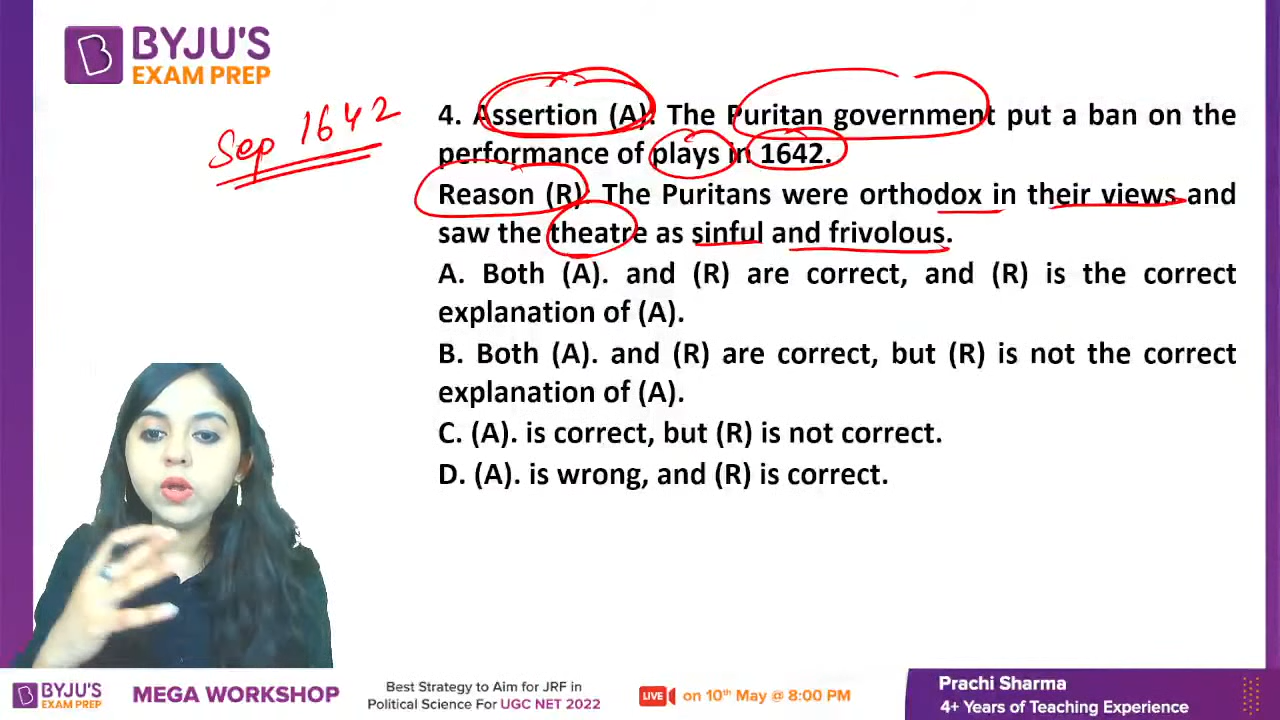 BYJU'S
EXAM PREP
Sep 1642
4. Assertion (A). The Puritan government put a ban on the
performance of plays in 1642.
Reason (R). The Puritans were orthodox in their views and
saw the theatre as sinful and frivolous.
A. Both (A). and (R) are correct, and (R) is the correct
explanation of (A).
B. Both (A). and (R) are correct, but (R) is not the correct
explanation of (A).
C. (A). is correct, but (R) is not correct.
D. (A). is wrong, and (R) is correct.
BYJU'S
EXAM PREP
MEGA WORKSHOP
Best Strategy to Aim for JRF in
Political Science For UGC NET 2022
LIVE on 10th May @ 8:00 PM
Prachi Sharma
4+ Years of Teaching Experience